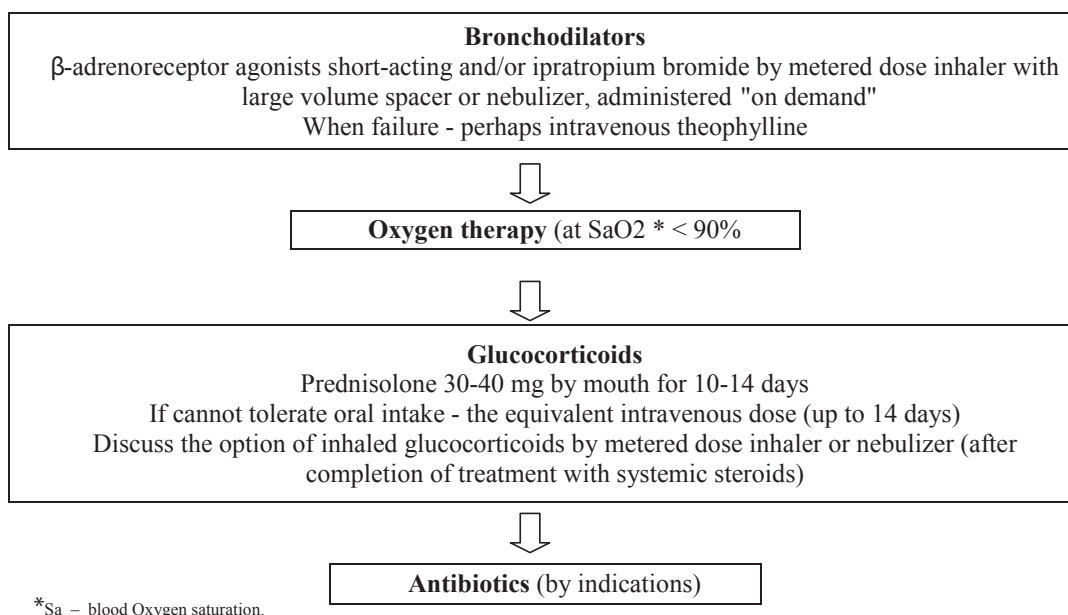 Bronchodilators
β-adrenoreceptor agonists short-acting and/or ipratropium bromide by metered dose inhaler with
large volume spacer or nebulizer, administered "on demand"
When failure - perhaps intravenous theophylline
Oxygen therapy (at SaO2 * < 90%
Glucocorticoids
Prednisolone 30-40 mg by mouth for 10-14 days
If cannot tolerate oral intake - the equivalent intravenous dose (up to 14 days)
Discuss the option of inhaled glucocorticoids by metered dose inhaler or nebulizer (after
completion of treatment with systemic steroids)
Antibiotics (by indications)
*Sa – blood Oxygen saturation.